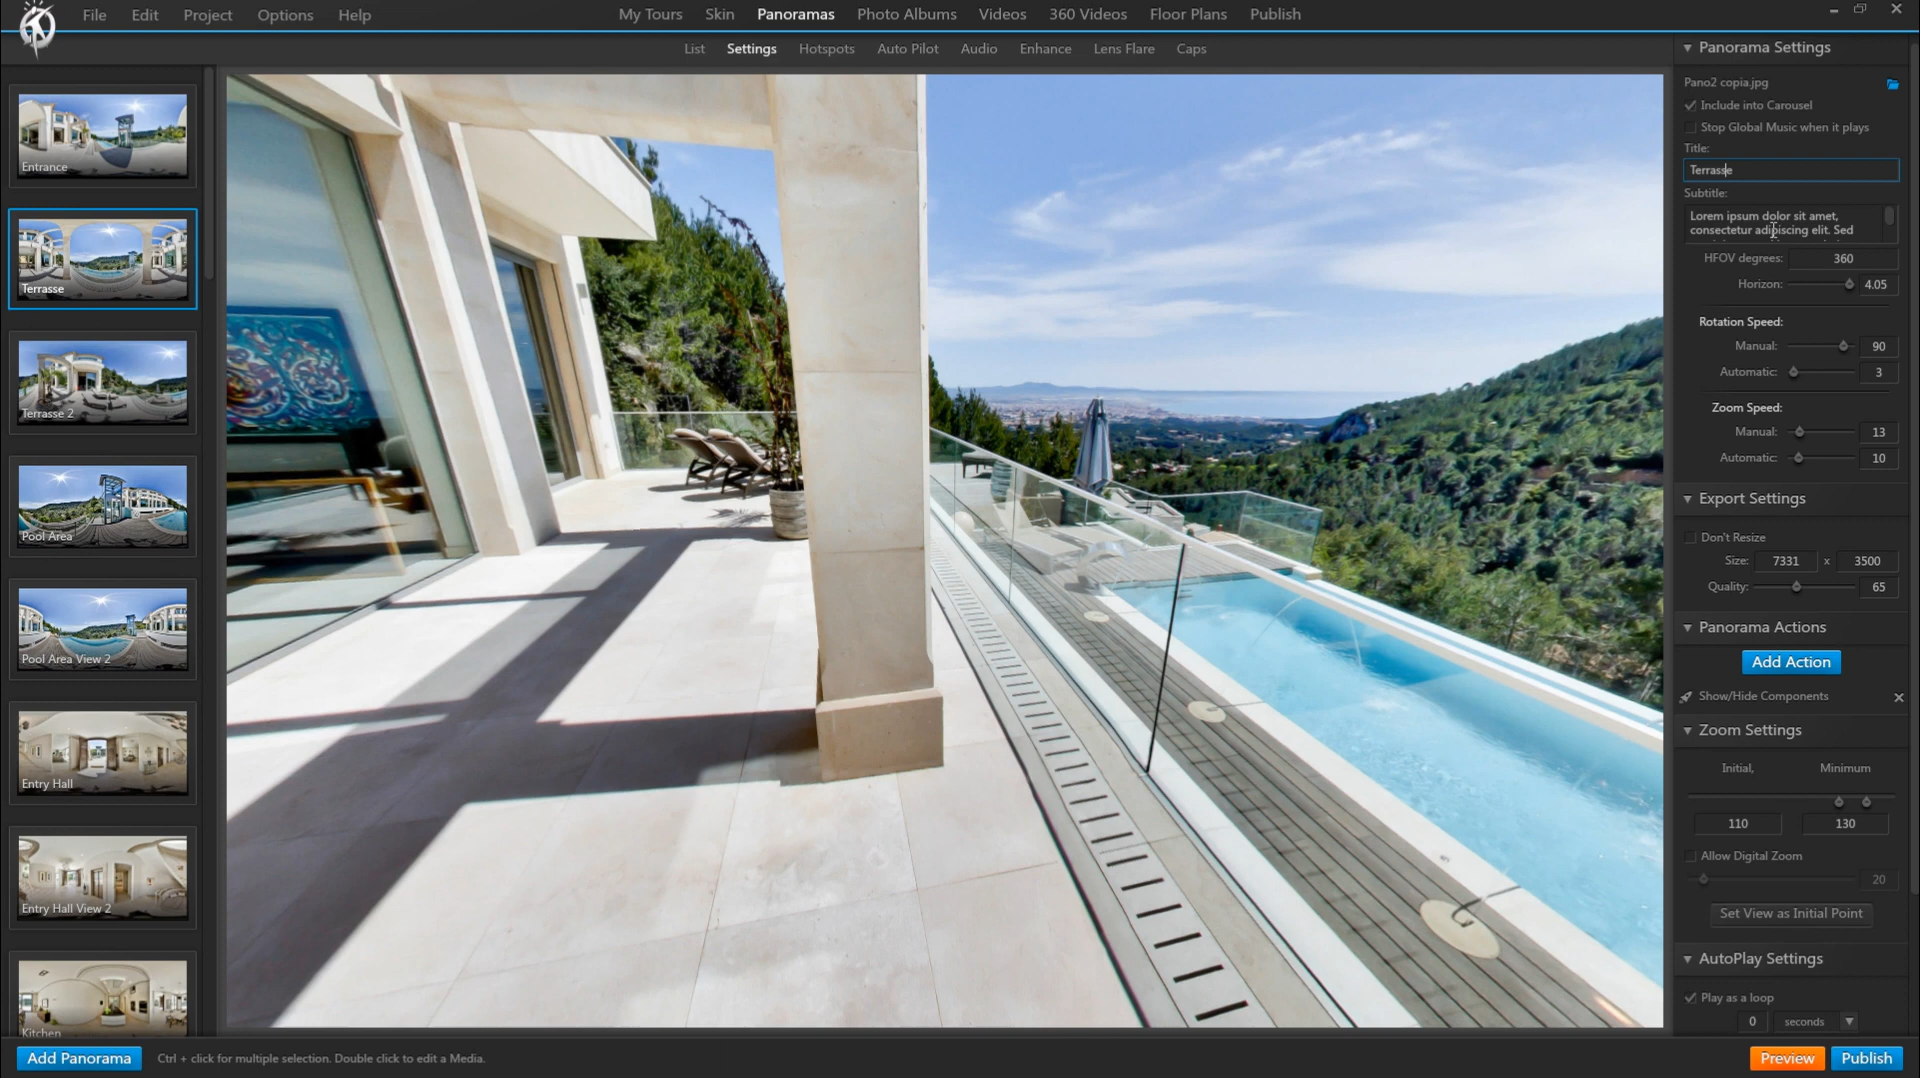 File Edit Project Options Help
My Tours Skin Panoramas Photo Albums Videos 360 Videos Floor Plans Publish
List Settings Hotspots Auto Pilot Audio Enhance Lens Flare Caps
Entrance
Terrasse
Terrasse 2
Pool Area
Pool Area View 2
Entry Hall
Entry Hall View 2
Kitchen
Panorama Settings
Pano2 copia.jpg
Include into Carousel
Stop Global Music when it plays
Title:
Terrasse
Subtitle:
Lorem ipsum dolor sit amet,
consectetur adipiscing elit. Sed
HFOV degrees: 360
Horizon: 4.05
Rotation Speed:
Manual: 90
Automatic: 3
Zoom Speed:
Manual: 13
Automatic: 10
Export Settings
Don't Resize
Size: 7331 x 3500
Quality: 65
Panorama Actions
Add Action
Show/Hide Components
Zoom Settings
Initial, Minimum
110 130
Allow Digital Zoom
20
Set View as Initial Point
AutoPlay Settings
Play as a loop
0 seconds
Add Panorama Ctrl + click for multiple selection. Double click to edit a Media. Preview Publish